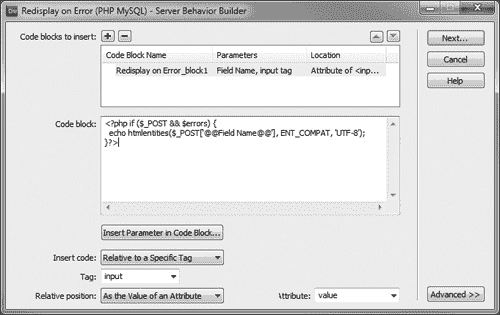 Dw Redisplay on Error (PHP MySQL) - Server Behavior Builder
Code blocks to insert:
Next...
Code Block Name Parameters Location
Cancel
Redisplay on Error_block1 Field Name, input tag Attribute of <inp...
Help
Code block:
<?php if ($_POST && $errors) {
echo htmlentities($_POST['@@Field Name@@'], ENT_COMPAT, 'UTF-8');
}?>
Insert Parameter in Code Block...
Insert code: Relative to a Specific Tag
Tag: input
Relative position: As the Value of an Attribute
Attribute: value
Advanced >>